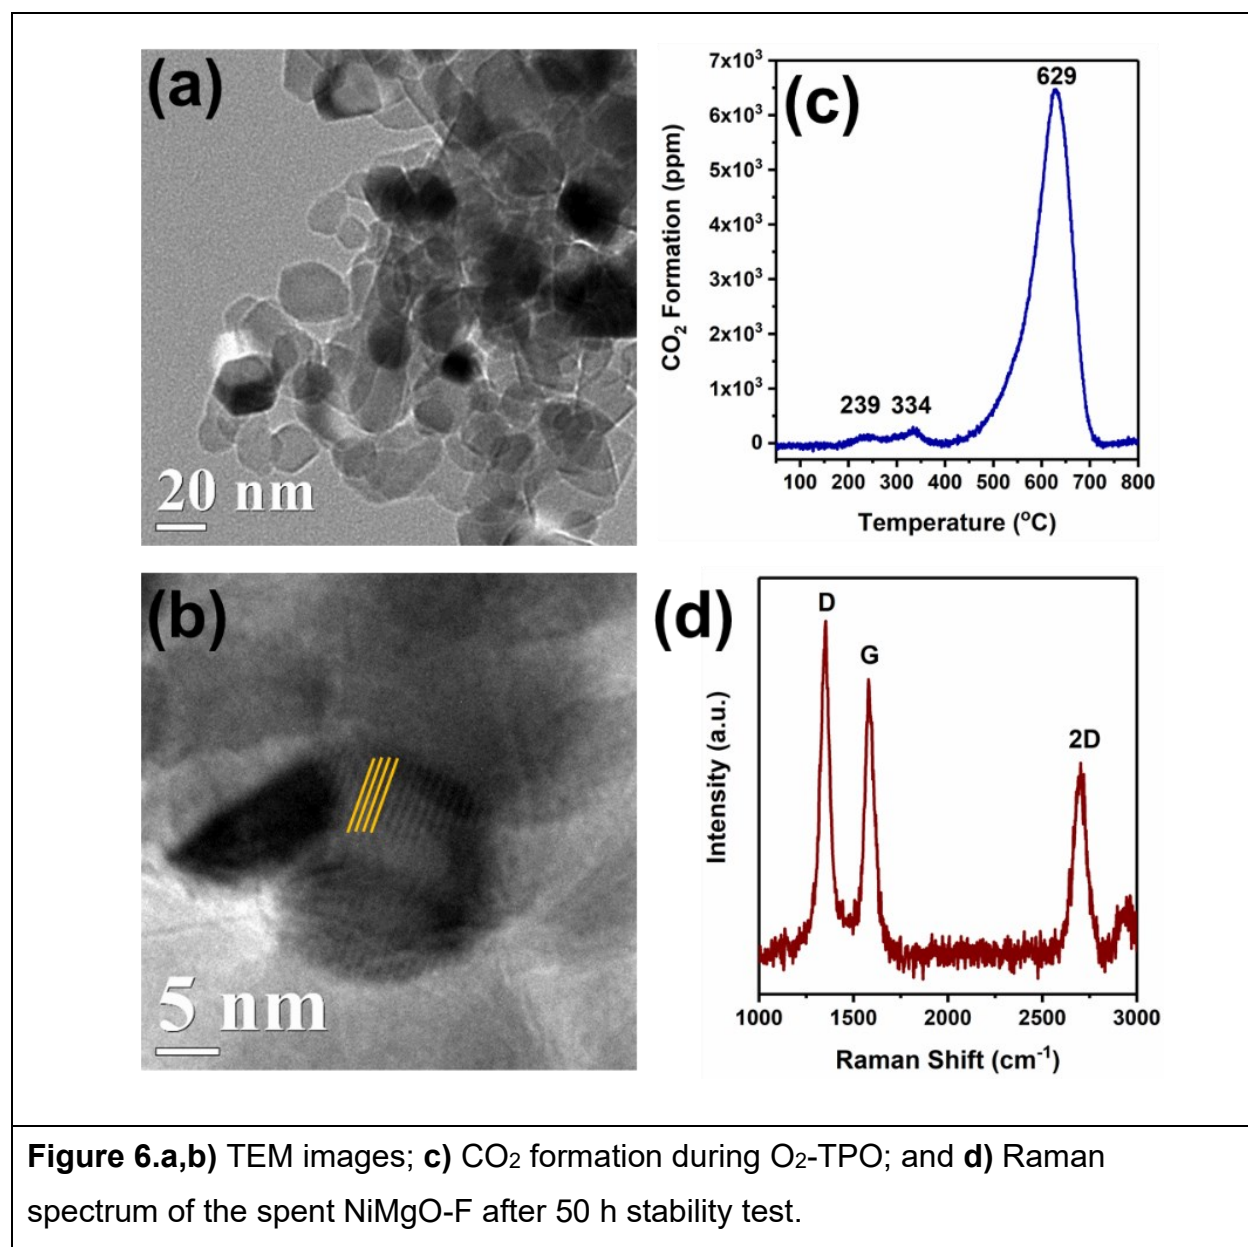 (a)
20 nm
(c)
CO₂ Formation (ppm)
7x10³
6x10³
5x10³
4x10³
3x10³
2x10³
1x10³
0
239 334
629
100 200 300 400 500 600 700 800
Temperature (°C)
(b)
5 nm
(d)
Intensity (a.u.)
D
G
2D
1000 1500 2000 2500 3000
Raman Shift (cm⁻¹)
Figure 6.a,b) TEM images; c) CO₂ formation during O₂-TPO; and d) Raman
spectrum of the spent NiMgO-F after 50 h stability test.